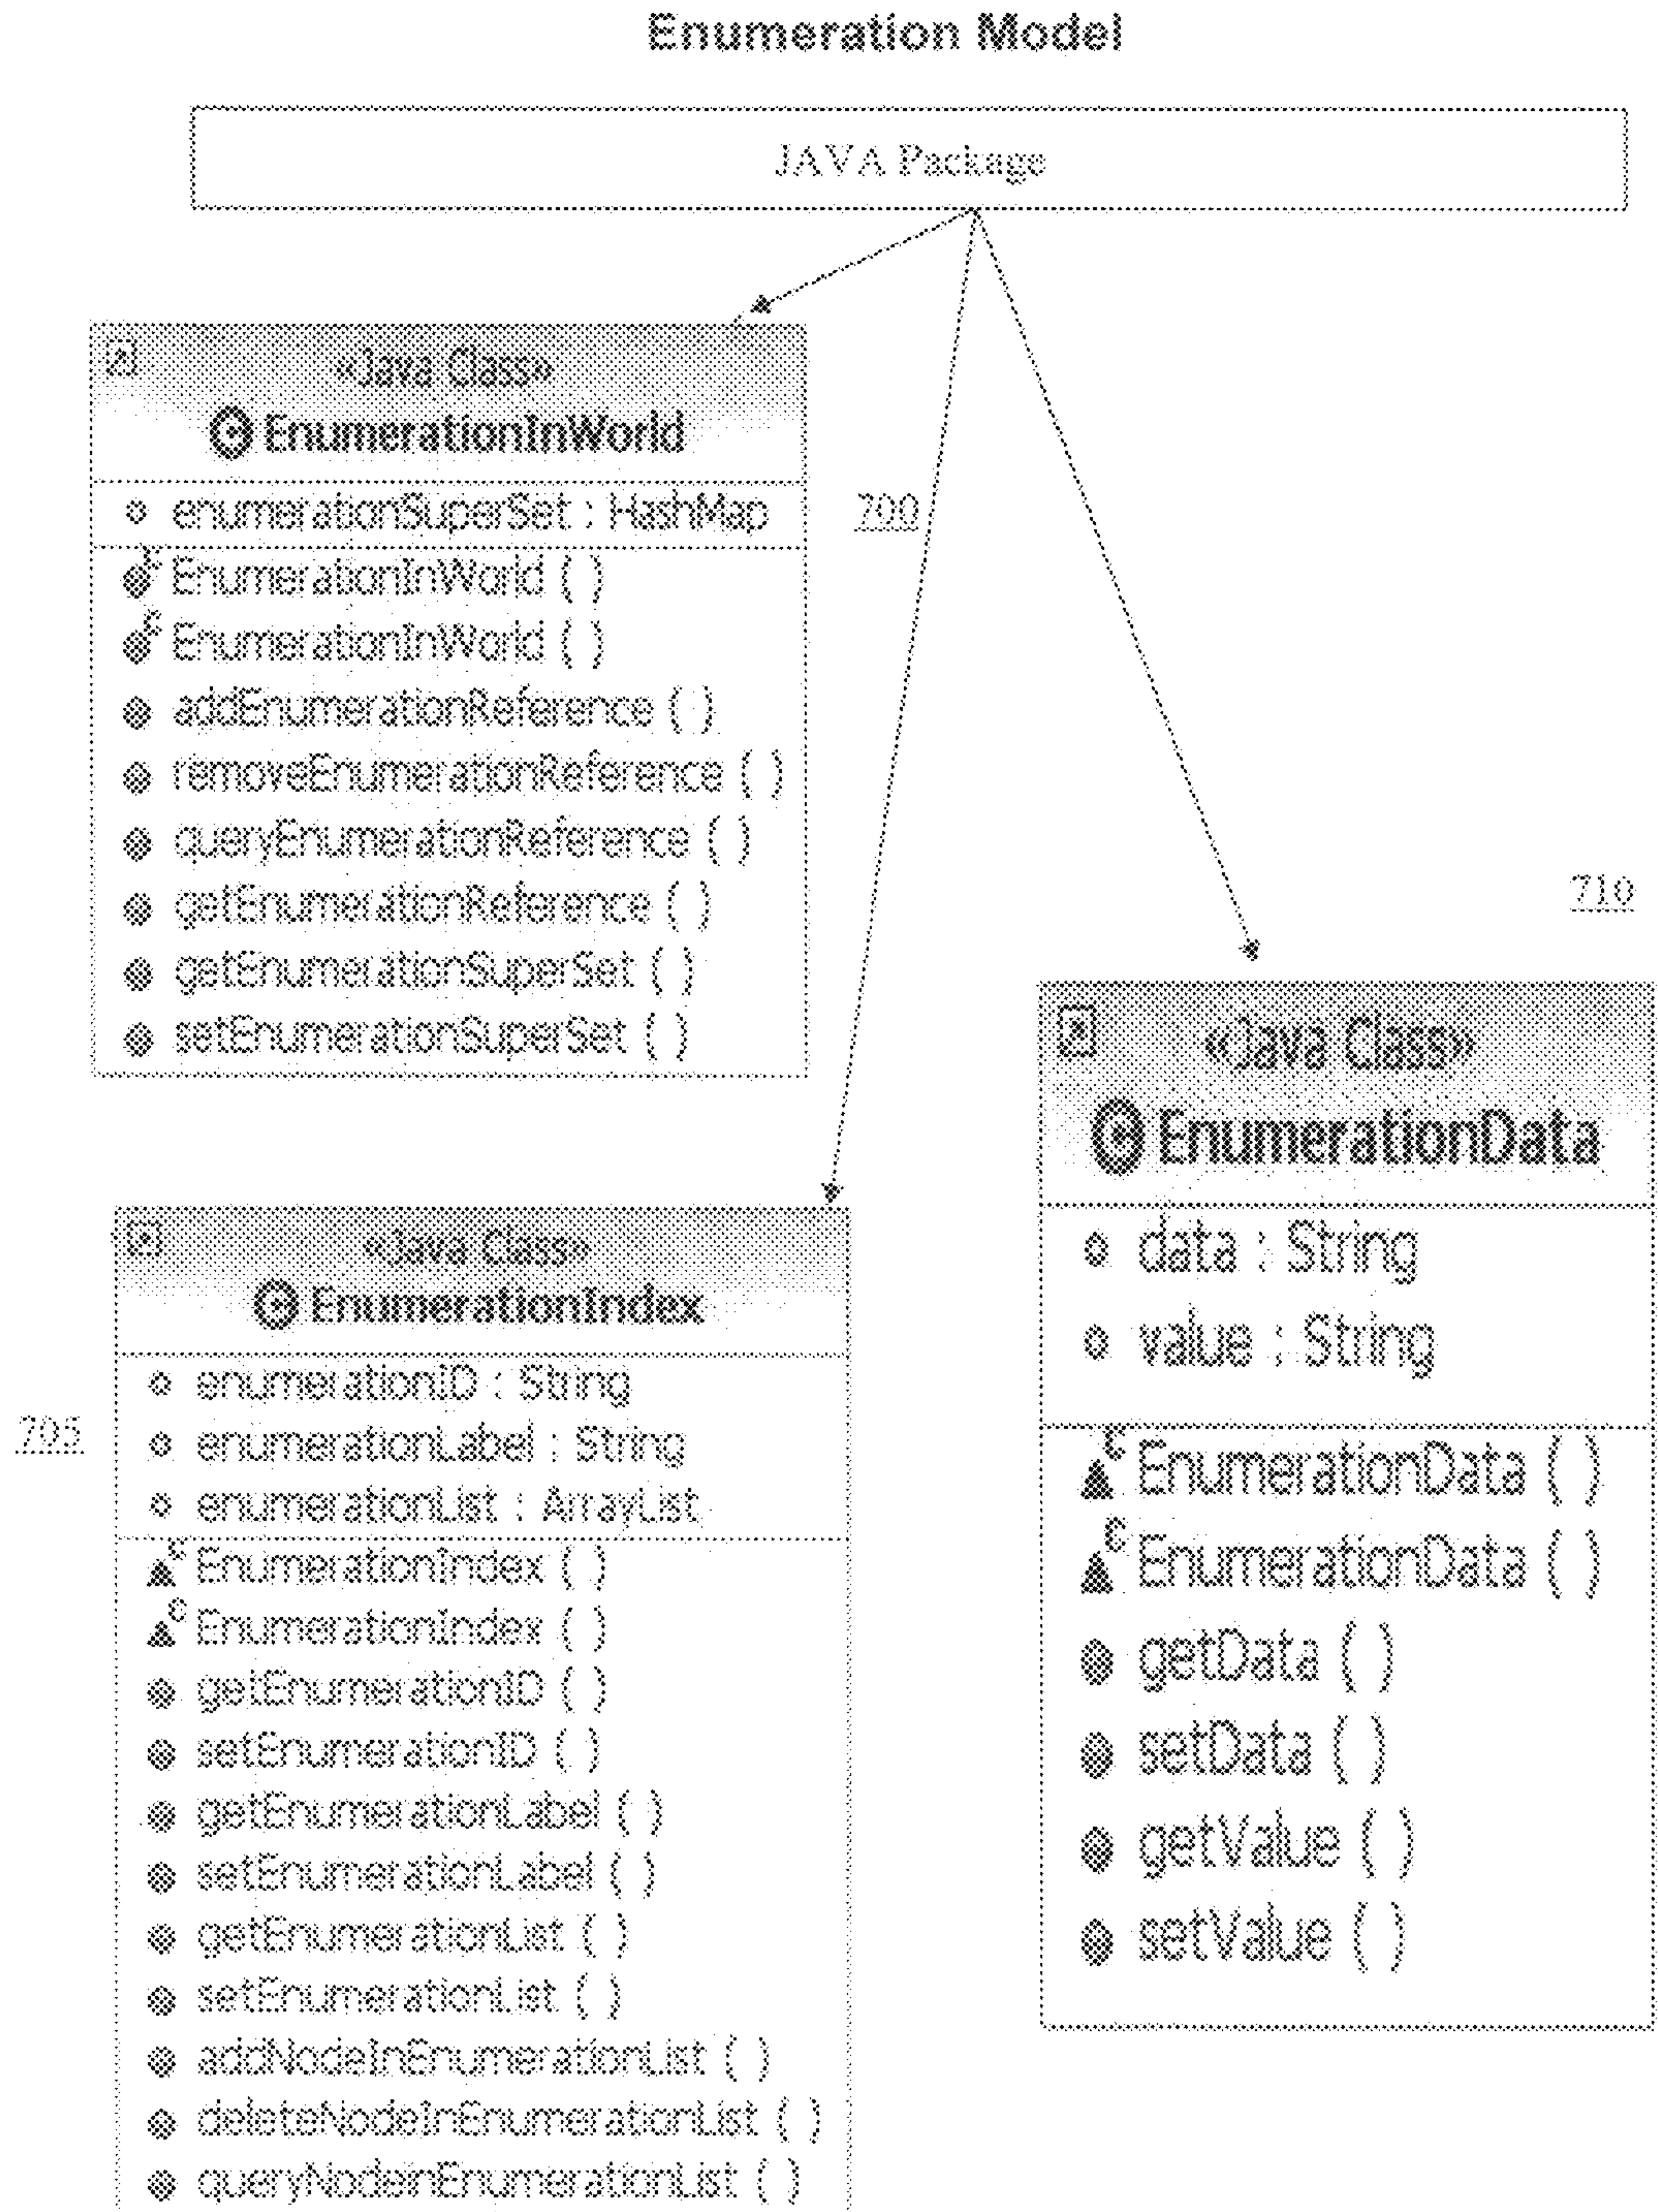 Enumeration Model
JAVA Package
«Java Class»
EnumerationInWorld
enumerationSuperSet : HashMap
700
EnumerationInWorld ( )
EnumerationInWorld ( )
addEnumerationReference ( )
removeEnumerationReference ( )
queryEnumerationReference ( )
getEnumerationReference ( )
getEnumerationSuperSet ( )
setEnumerationSuperSet ( )
710
«Java Class»
EnumerationData
data : String
value : String
EnumerationData ( )
EnumerationData ( )
getData ( )
setData ( )
getValue ( )
setValue ( )
«Java Class»
EnumerationIndex
705
enumerationID : String
enumerationLabel : String
enumerationList : ArrayList
EnumerationIndex ( )
EnumerationIndex ( )
getEnumerationID ( )
setEnumerationID ( )
getEnumerationLabel ( )
setEnumerationLabel ( )
getEnumerationList ( )
setEnumerationList ( )
addNodeInEnumerationList ( )
deleteNodeInEnumerationList ( )
queryNodeinEnumerationList ( )